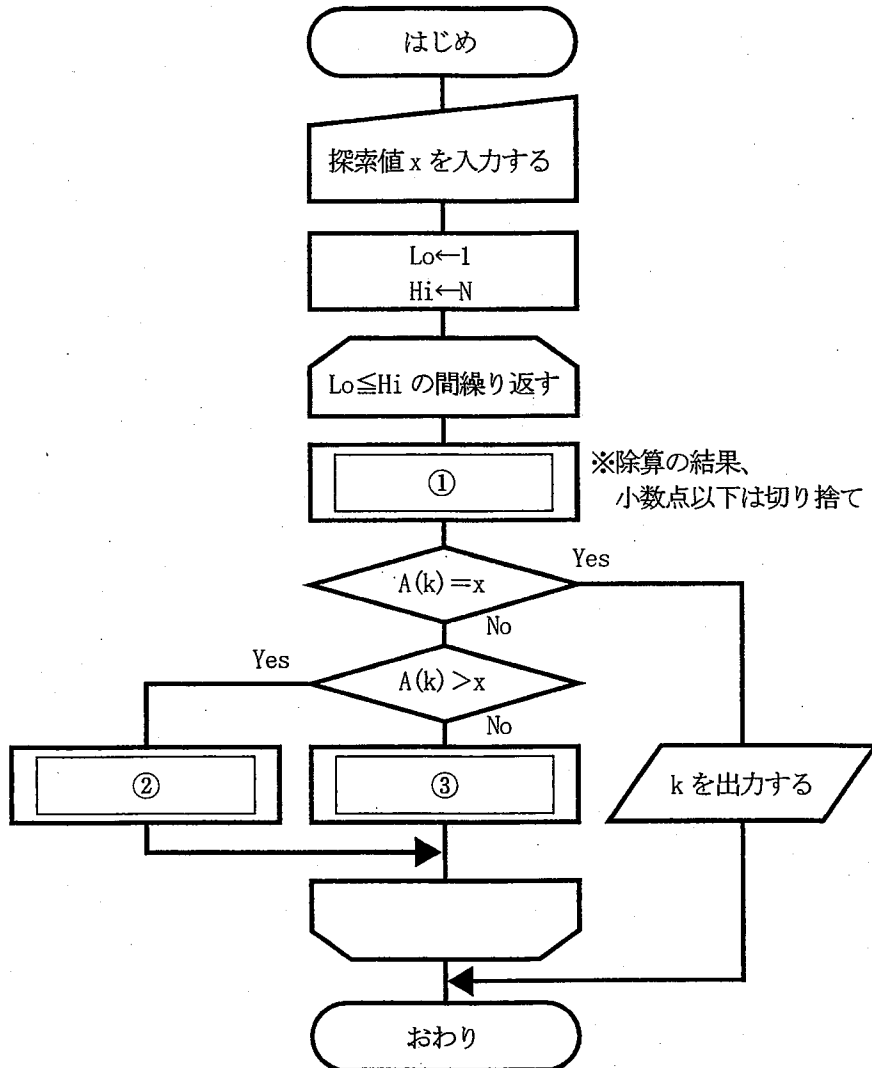 はじめ
探索値 x を入力する
Lo←1
Hi←N
Lo≦Hi の間繰り返す
①
※除算の結果、
小数点以下は切り捨て
A(k)=x
Yes
No
A(k)>x
Yes
No
②
③
k を出力する
おわり